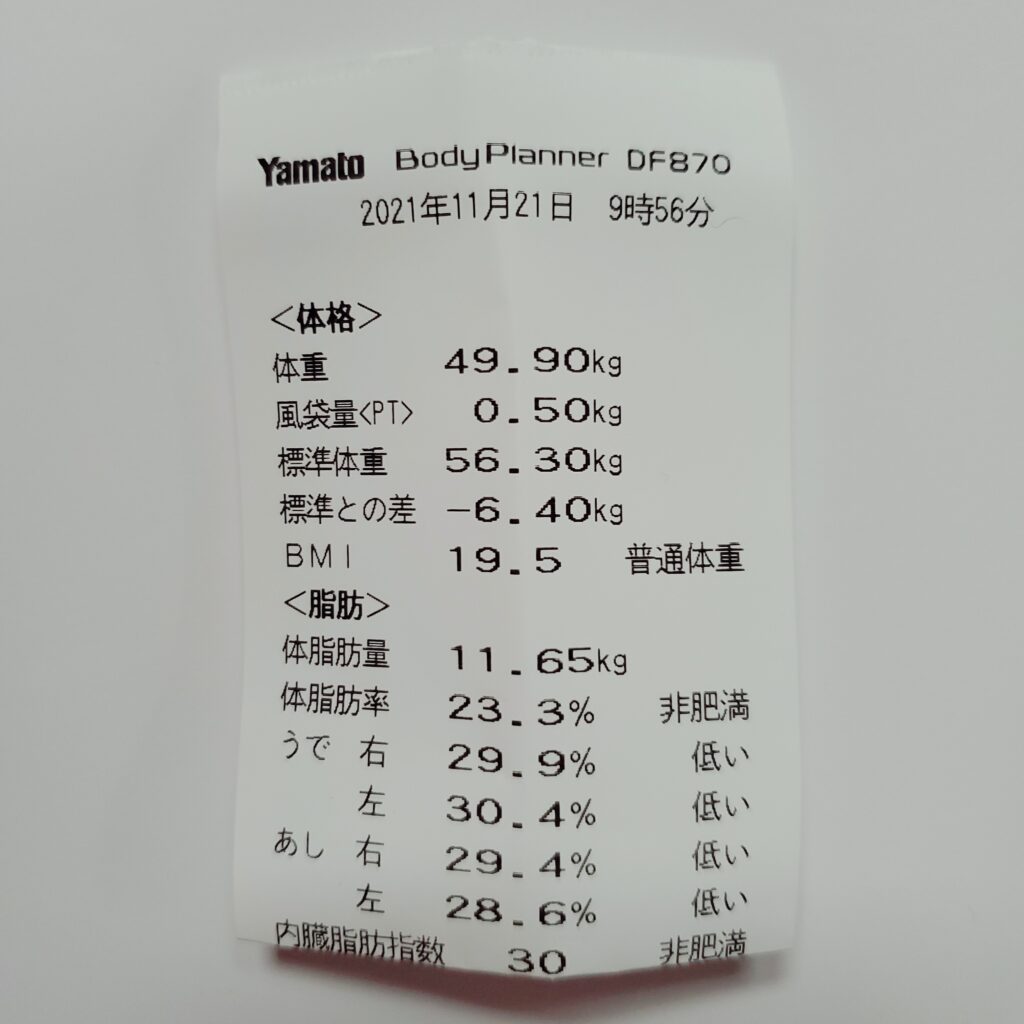 Yamato BodyPlanner DF870
2021年11月21日 9時56分
<体格>
体重 49.90kg
風袋量<PT> 0.50kg
標準体重 56.30kg
標準との差 -6.40kg
BMI 19.5 普通体重
<脂肪>
体脂肪量 11.65kg
体脂肪率 23.3% 非肥満
うで 右 29.9% 低い
左 30.4% 低い
あし 右 29.4% 低い
左 28.6% 低い
内臓脂肪指数 30 非肥満